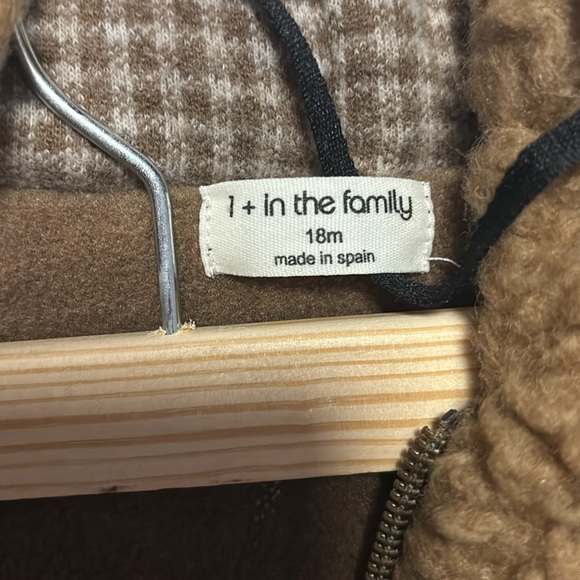 1 + in the family
18m
made in spain